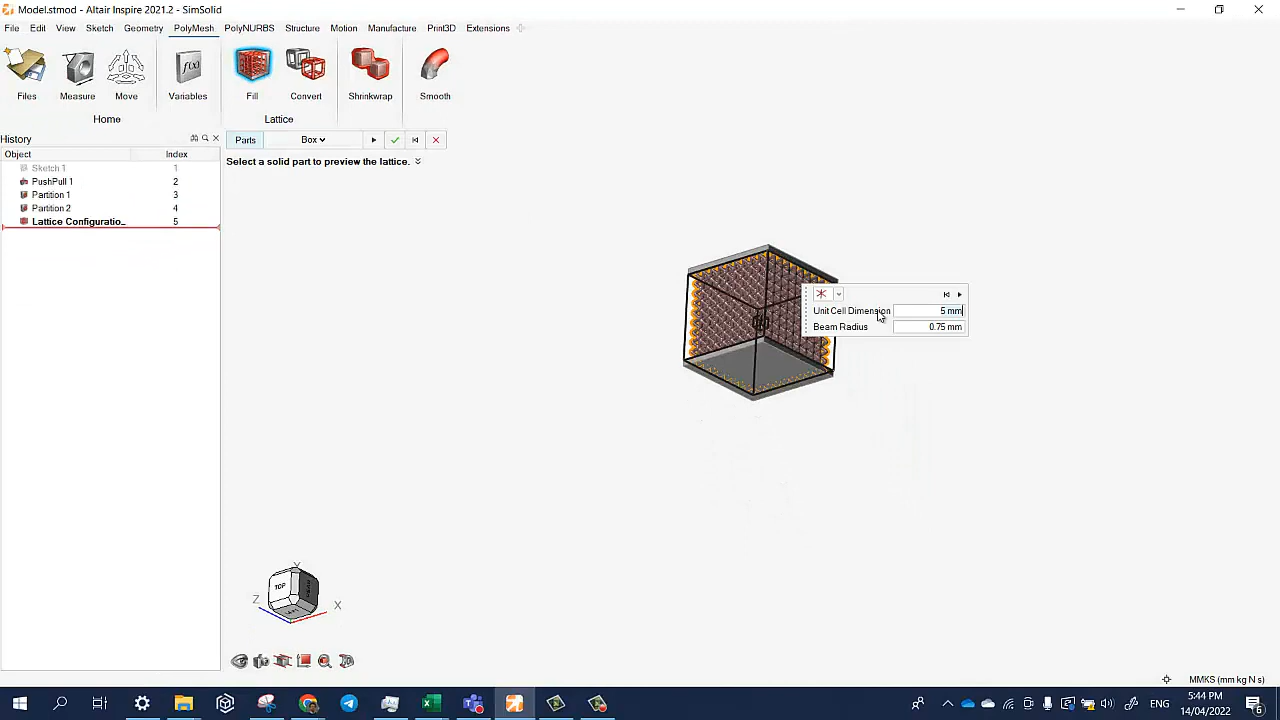 Model.stmod - Altair Inspire 2021.2 - SimSolid
File Edit View Sketch Geometry PolyMesh PolyNURBS Structure Motion Manufacture Print3D Extensions
f(x)
Files Measure Move Variables Fill Convert Shrinkwrap Smooth
Home Lattice
History
Parts Box
Object Index
Select a solid part to preview the lattice.
Sketch 1 1
PushPull 1 2
Partition 1 3
Partition 2 4
Lattice Configuratio... 5
Unit Cell Dimension 5 mm
Beam Radius 0.75 mm
Y
TOP
Z X
MMKS (mm kg N s)
5:44 PM
ENG
14/04/2022